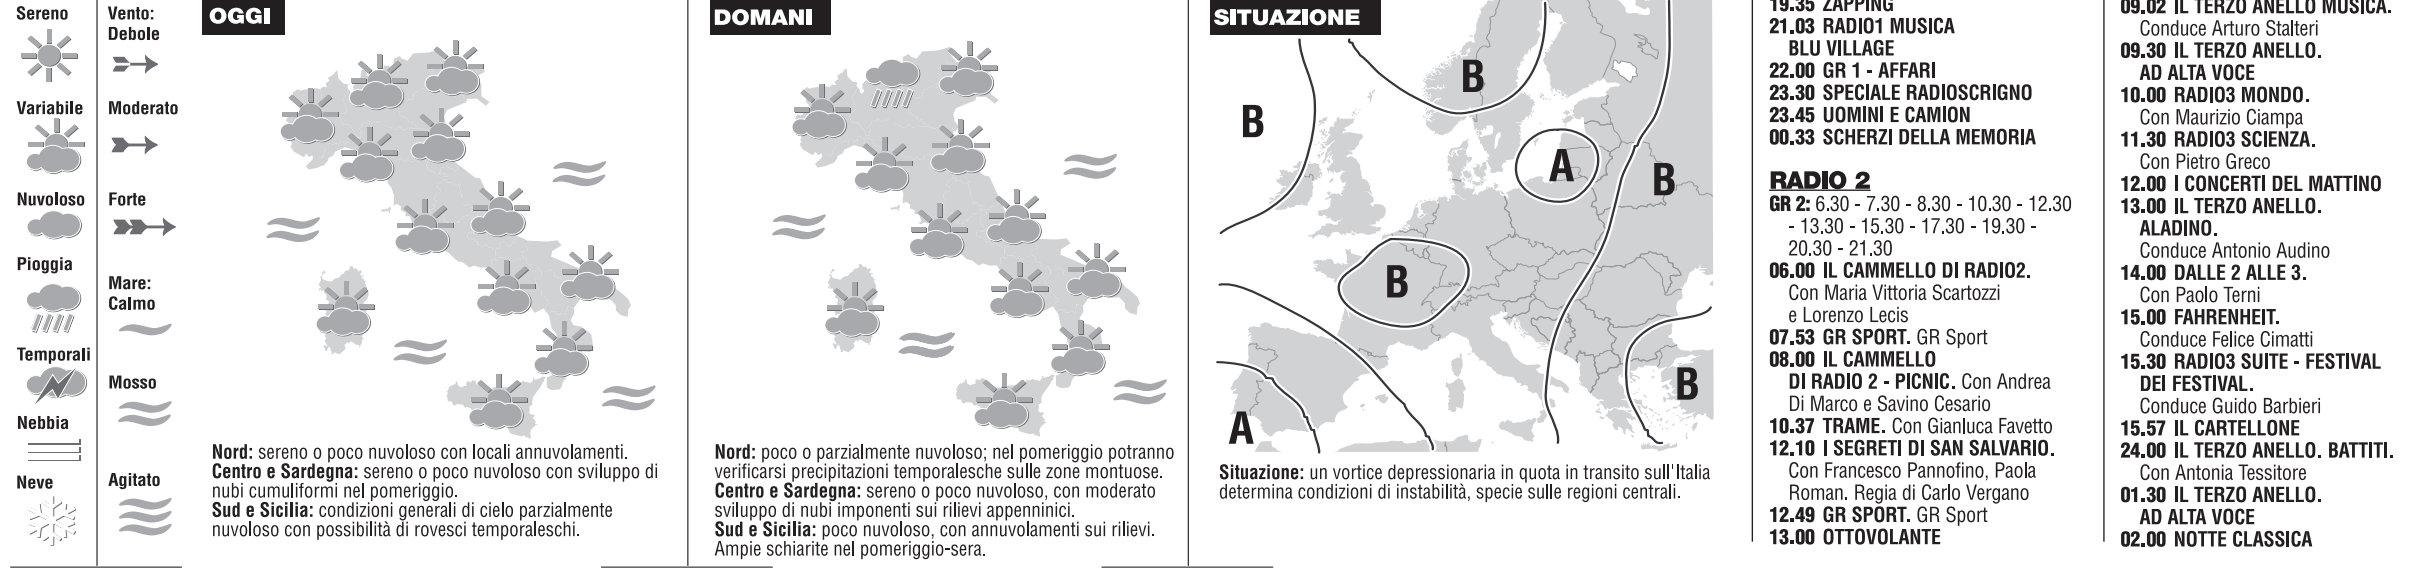 Sereno
Variabile
Nuvoloso
Pioggia
Temporali
Nebbia
Neve
Vento:
Debole
Moderato
Forte
Mare:
Calmo
Mosso
Agitato
OGGI
Nord: sereno o poco nuvoloso con locali annuvolamenti.
Centro e Sardegna: sereno o poco nuvoloso con sviluppo di
nubi cumuliformi nel pomeriggio.
Sud e Sicilia: condizioni generali di cielo parzialmente
nuvoloso con possibilità di rovesci temporaleschi.
DOMANI
Nord: poco o parzialmente nuvoloso; nel pomeriggio potranno
verificarsi precipitazioni temporalesche sulle zone montuose.
Centro e Sardegna: sereno o poco nuvoloso, con moderato
sviluppo di nubi imponenti sui rilievi appenninici.
Sud e Sicilia: poco nuvoloso, con annuvolamenti sui rilievi.
Ampie schiarite nel pomeriggio-sera.
SITUAZIONE
B
B
A
B
B
B
A
Situazione: un vortice depressionaria in quota in transito sull'Italia
determina condizioni di instabilità, specie sulle regioni centrali.
19.35 ZAPPING
21.03 RADIO1 MUSICA
BLU VILLAGE
22.00 GR 1 - AFFARI
23.30 SPECIALE RADIOSCRIGNO
23.45 UOMINI E CAMION
00.33 SCHERZI DELLA MEMORIA
RADIO 2
GR 2: 6.30 - 7.30 - 8.30 - 10.30 - 12.30
- 13.30 - 15.30 - 17.30 - 19.30 -
20.30 - 21.30
06.00 IL CAMMELLO DI RADIO2.
Con Maria Vittoria Scartozzi
e Lorenzo Lecis
07.53 GR SPORT. GR Sport
08.00 IL CAMMELLO
DI RADIO 2 - PICNIC. Con Andrea
Di Marco e Savino Cesario
10.37 TRAME. Con Gianluca Favetto
12.10 I SEGRETI DI SAN SALVARIO.
Con Francesco Pannofino, Paola
Roman. Regia di Carlo Vergano
12.49 GR SPORT. GR Sport
13.00 OTTOVOLANTE
09.02 IL TERZO ANELLO MUSICA.
Conduce Arturo Stalteri
09.30 IL TERZO ANELLO.
AD ALTA VOCE
10.00 RADIO3 MONDO.
Con Maurizio Ciampa
11.30 RADIO3 SCIENZA.
Con Pietro Greco
12.00 I CONCERTI DEL MATTINO
13.00 IL TERZO ANELLO.
ALADINO.
Conduce Antonio Audino
14.00 DALLE 2 ALLE 3.
Con Paolo Terni
15.00 FAHRENHEIT.
Conduce Felice Cimatti
15.30 RADIO3 SUITE - FESTIVAL
DEI FESTIVAL.
Conduce Guido Barbieri
15.57 IL CARTELLONE
24.00 IL TERZO ANELLO. BATTITI.
Con Antonia Tessitore
01.30 IL TERZO ANELLO.
AD ALTA VOCE
02.00 NOTTE CLASSICA